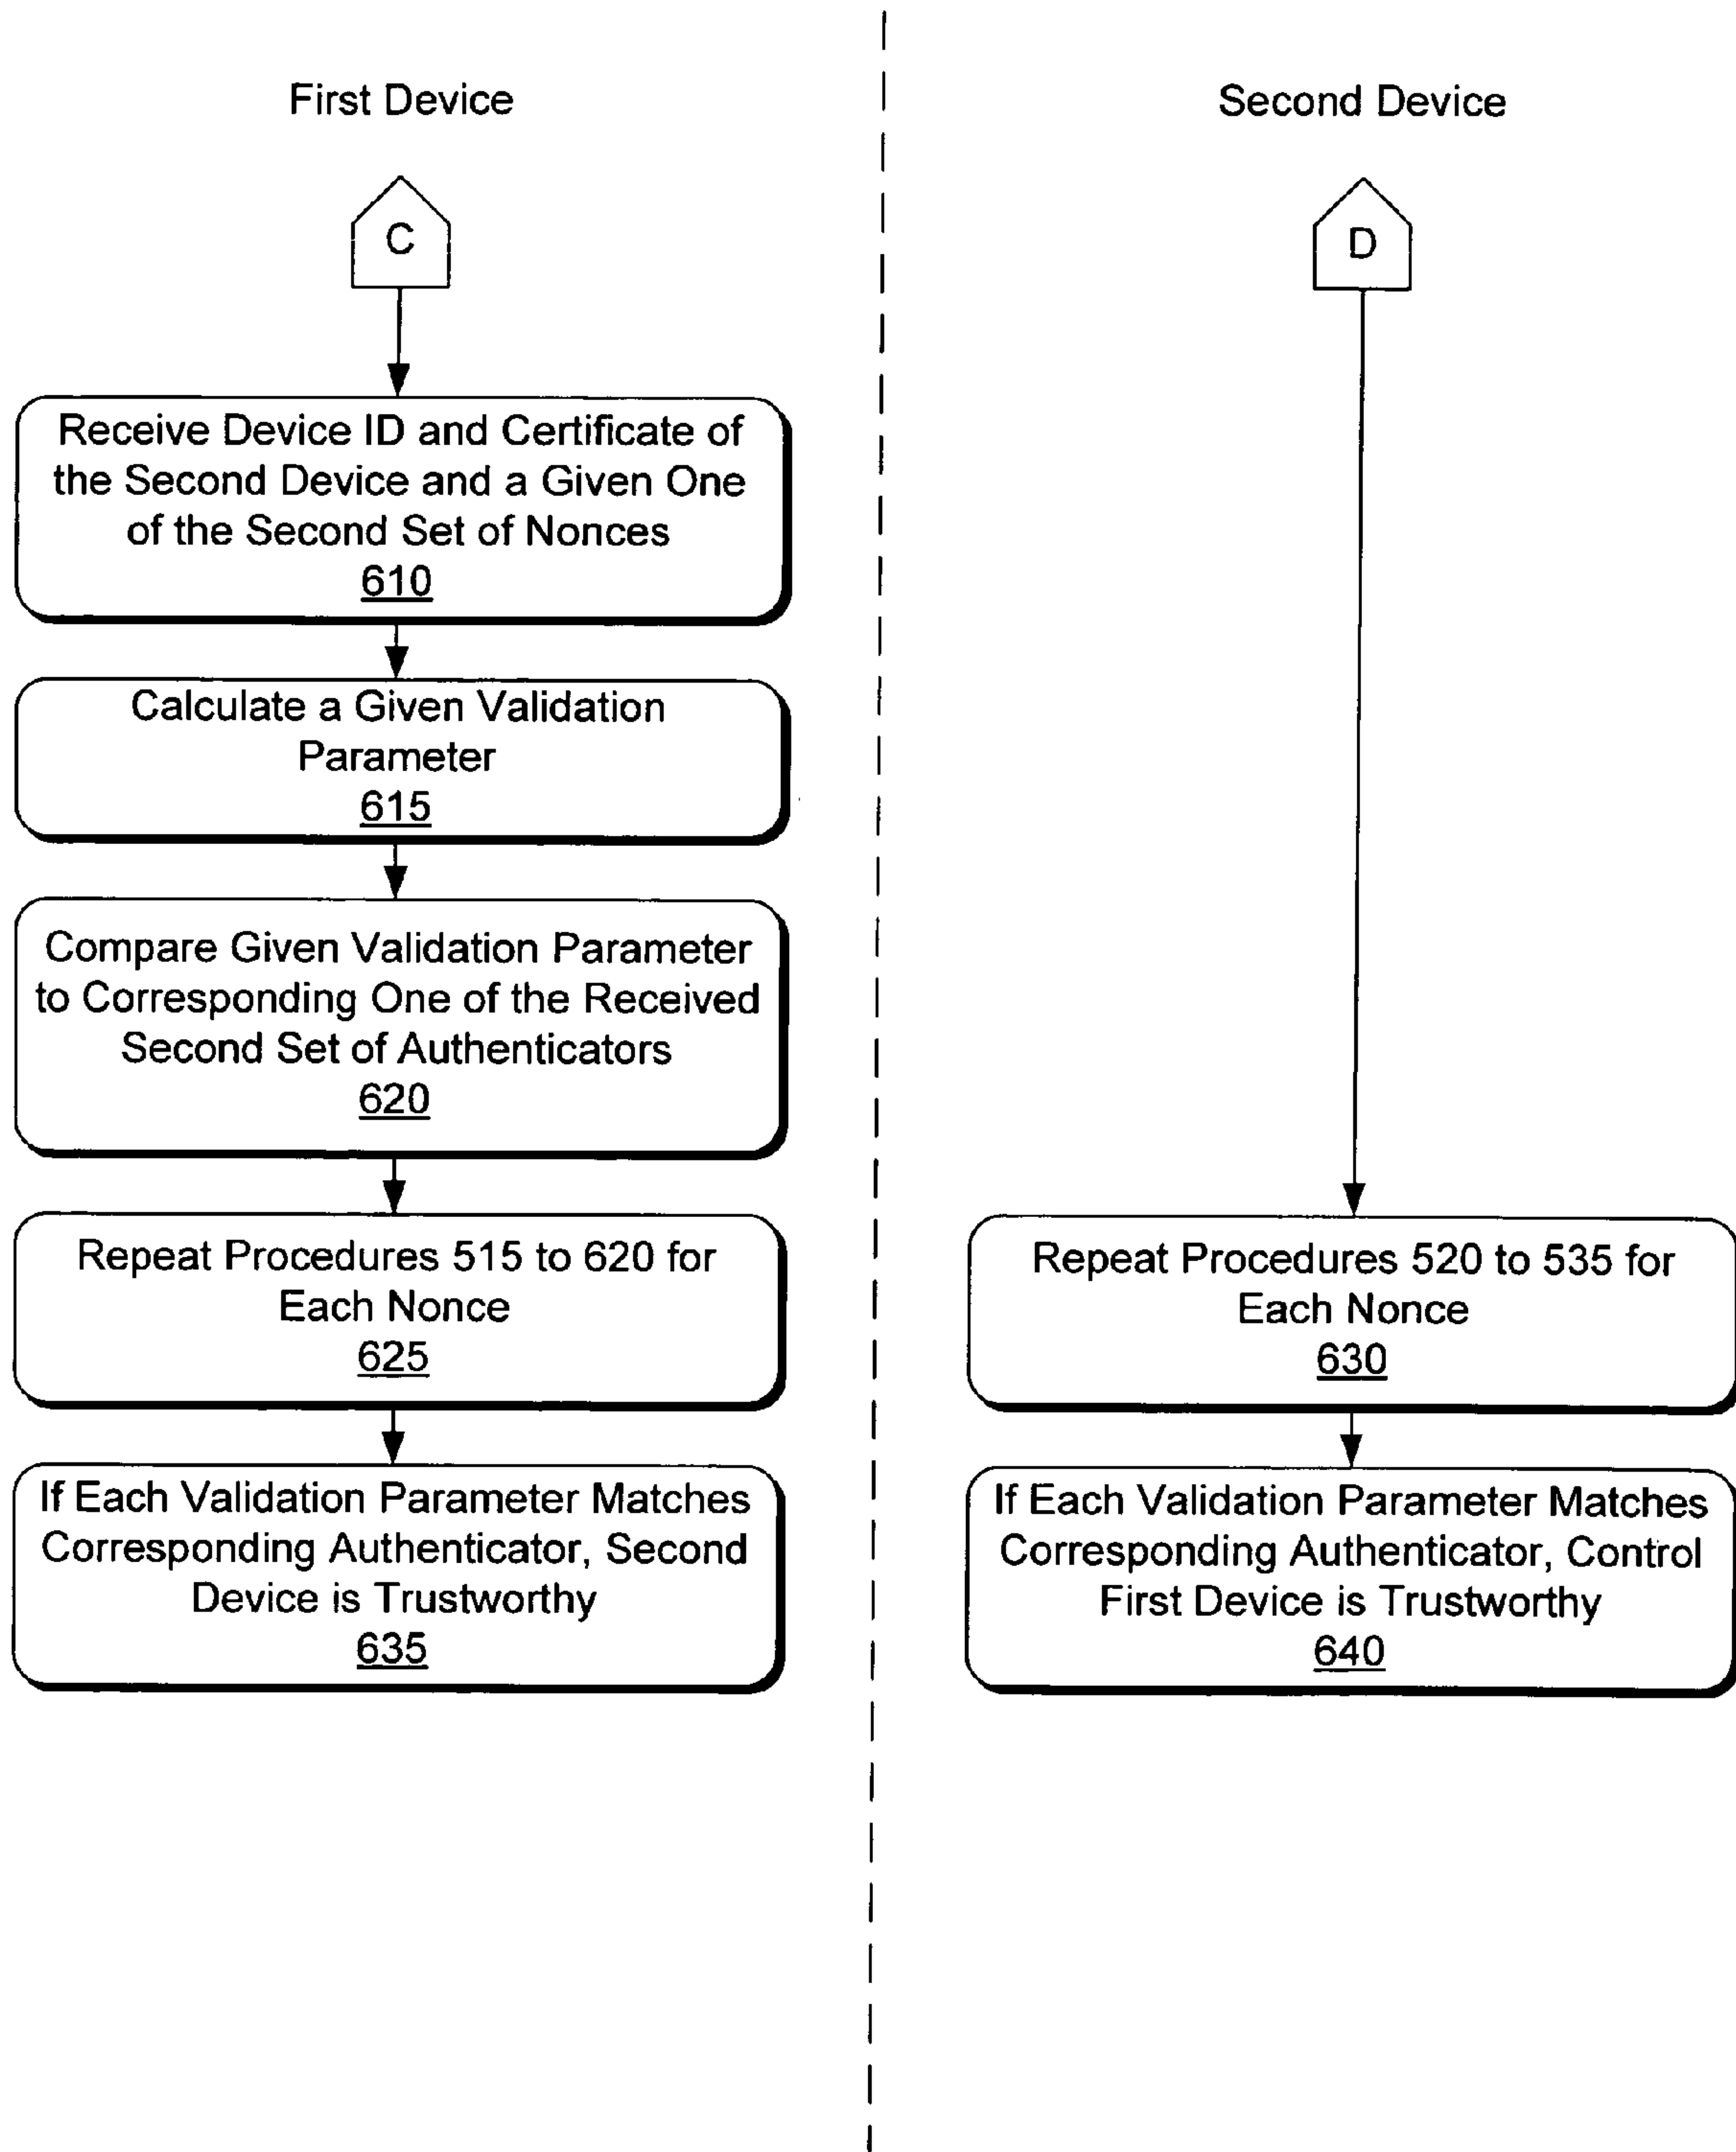 First Device
C
Receive Device ID and Certificate of
the Second Device and a Given One
of the Second Set of Nonces
610
Calculate a Given Validation
Parameter
615
Compare Given Validation Parameter
to Corresponding One of the Received
Second Set of Authenticators
620
Repeat Procedures 515 to 620 for
Each Nonce
625
If Each Validation Parameter Matches
Corresponding Authenticator, Second
Device is Trustworthy
635
Second Device
D
Repeat Procedures 520 to 535 for
Each Nonce
630
If Each Validation Parameter Matches
Corresponding Authenticator, Control
First Device is Trustworthy
640